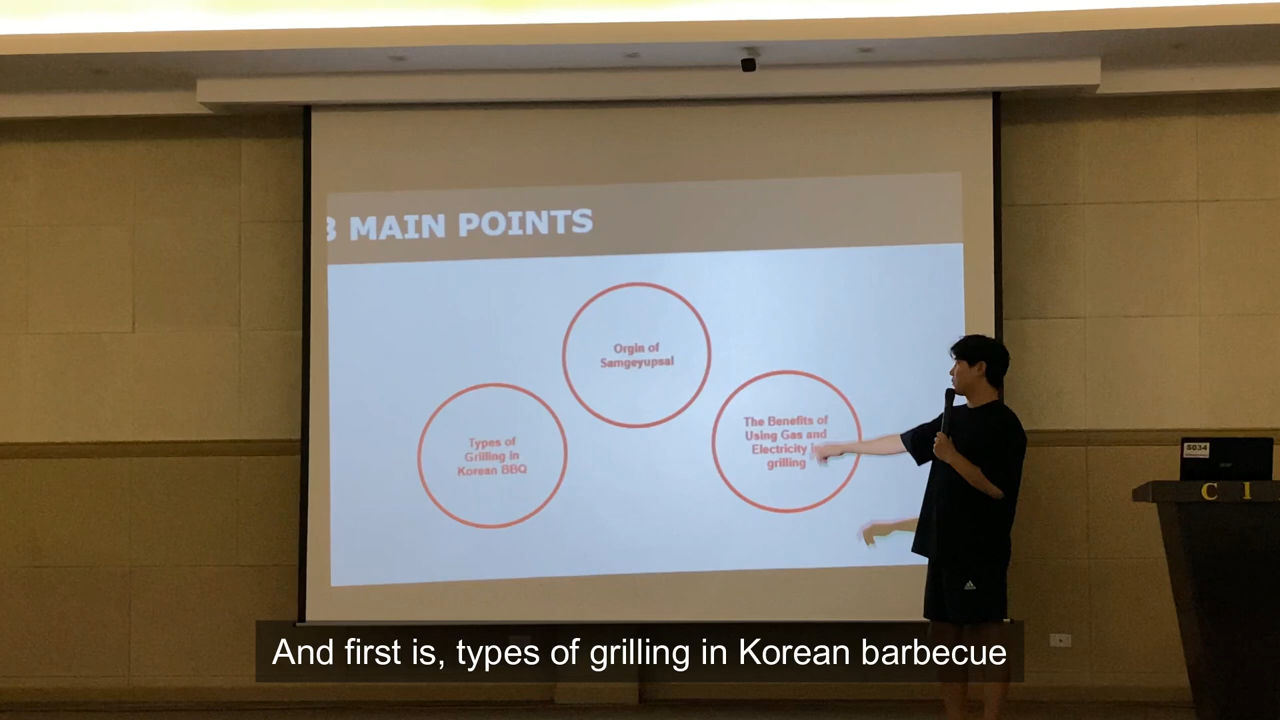 3 MAIN POINTS
Orgin of
Samgeyupsal
Types of
Grilling in
Korean BBQ
The Benefits of
Using Gas and
Electricity
grilling
S034
C I
And first is, types of grilling in Korean barbecue